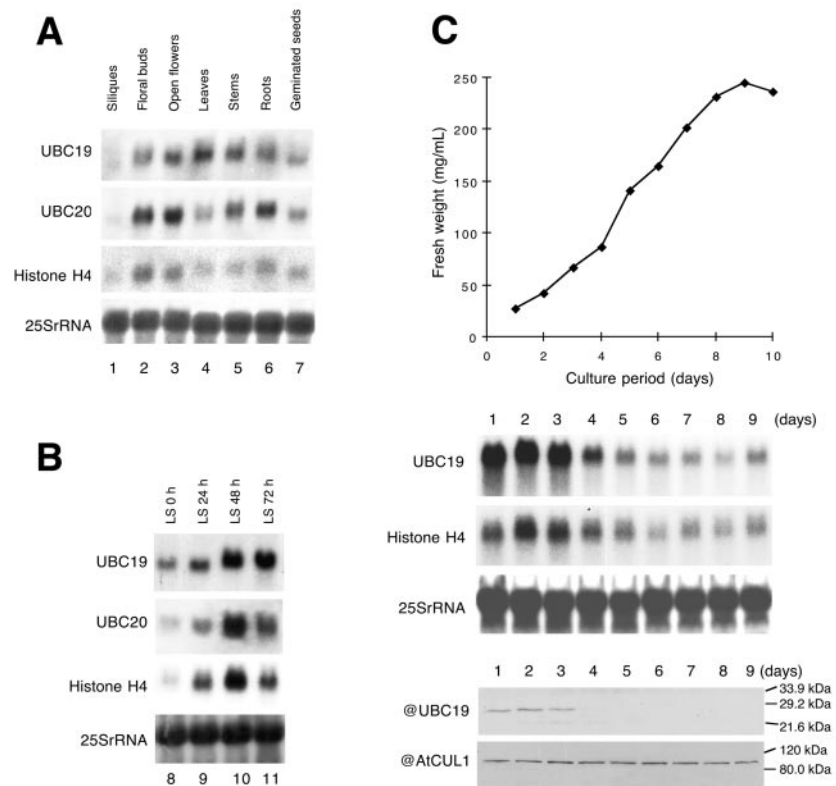 A
Siliques
Floral buds
Open flowers
Leaves
Stems
Roots
Geminated seeds
UBC19
UBC20
Histone H4
25SrRNA
1 2 3 4 5 6 7
B
LS 0 h
LS 24 h
LS 48 h
LS 72 h
UBC19
UBC20
Histone H4
25SrRNA
8 9 10 11
C
Fresh weight (mg/mL)
250
200
150
100
50
0
0 2 4 6 8 10
Culture period (days)
1 2 3 4 5 6 7 8 9 (days)
UBC19
Histone H4
25SrRNA
1 2 3 4 5 6 7 8 9 (days)
@UBC19
33.9 kDa
29.2 kDa
21.6 kDa
@AtCUL1
120 kDa
80.0 kDa